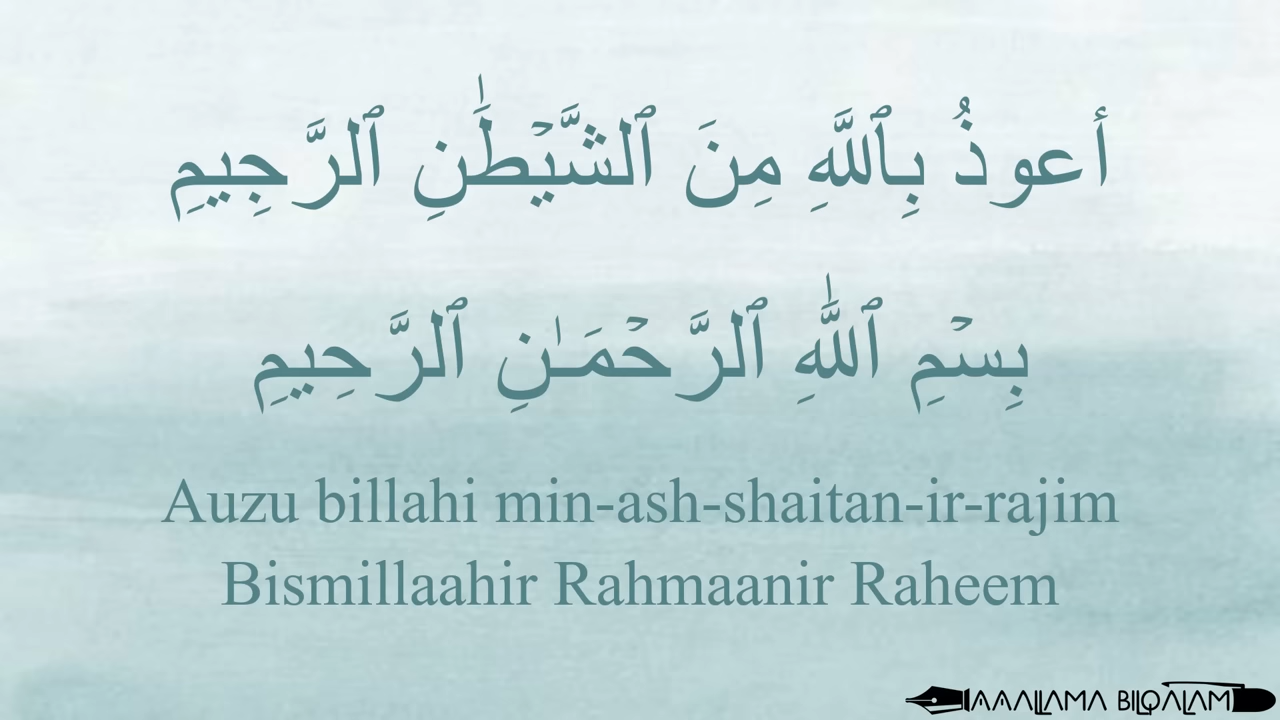 أعوذُ بِٱللَّهِ مِنَ ٱلشَّيۡطَٰنِ ٱلرَّجِيمِ
بِسۡمِ ٱللَّٰهِ ٱلرَّحۡمَـٰنِ ٱلرَّحِيمِ
Auzu billahi min-ash-shaitan-ir-rajim
Bismillaahir Rahmaanir Raheem
AAALLAMA BILQALAM